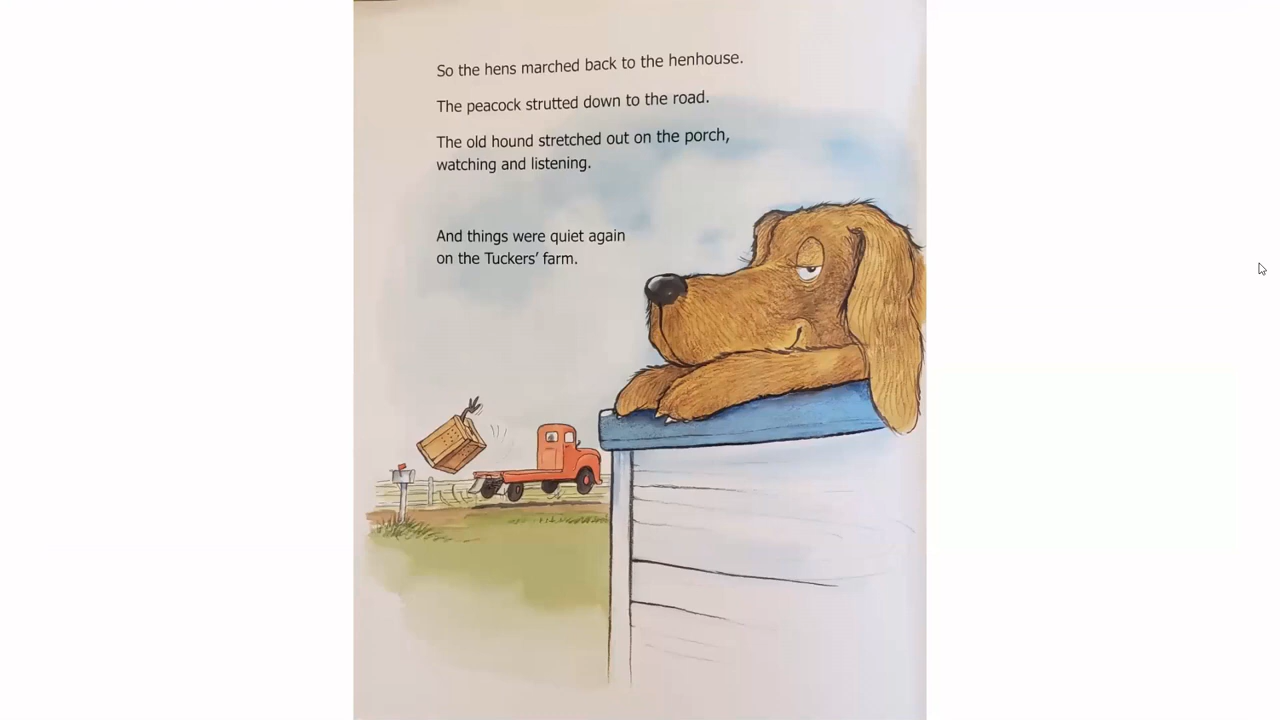 So the hens marched back to the henhouse.
The peacock strutted down to the road.
The old hound stretched out on the porch,
watching and listening.
And things were quiet again
on the Tuckers’ farm.